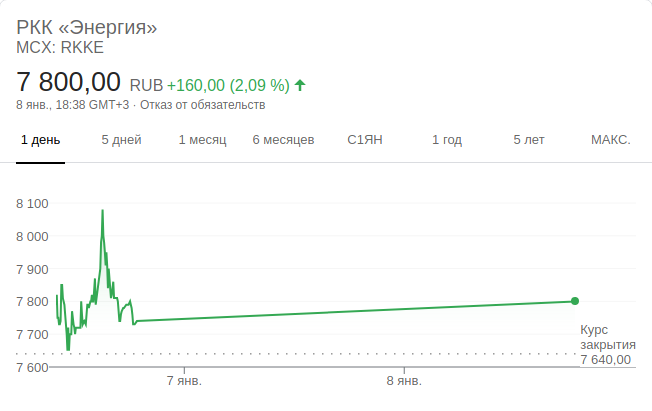 РКК «Энергия»
MCX: RKKE
7 800,00 RUB +160,00 (2,09 %)
8 янв., 18:38 GMT+3 · Отказ от обязательств
1 день 5 дней 1 месяц 6 месяцев С1ЯН 1 год 5 лет МАКС.
8 100
8 000
7 900
7 800
7 700
7 600
Курс
закрытия
7 640,00
7 янв. 8 янв.